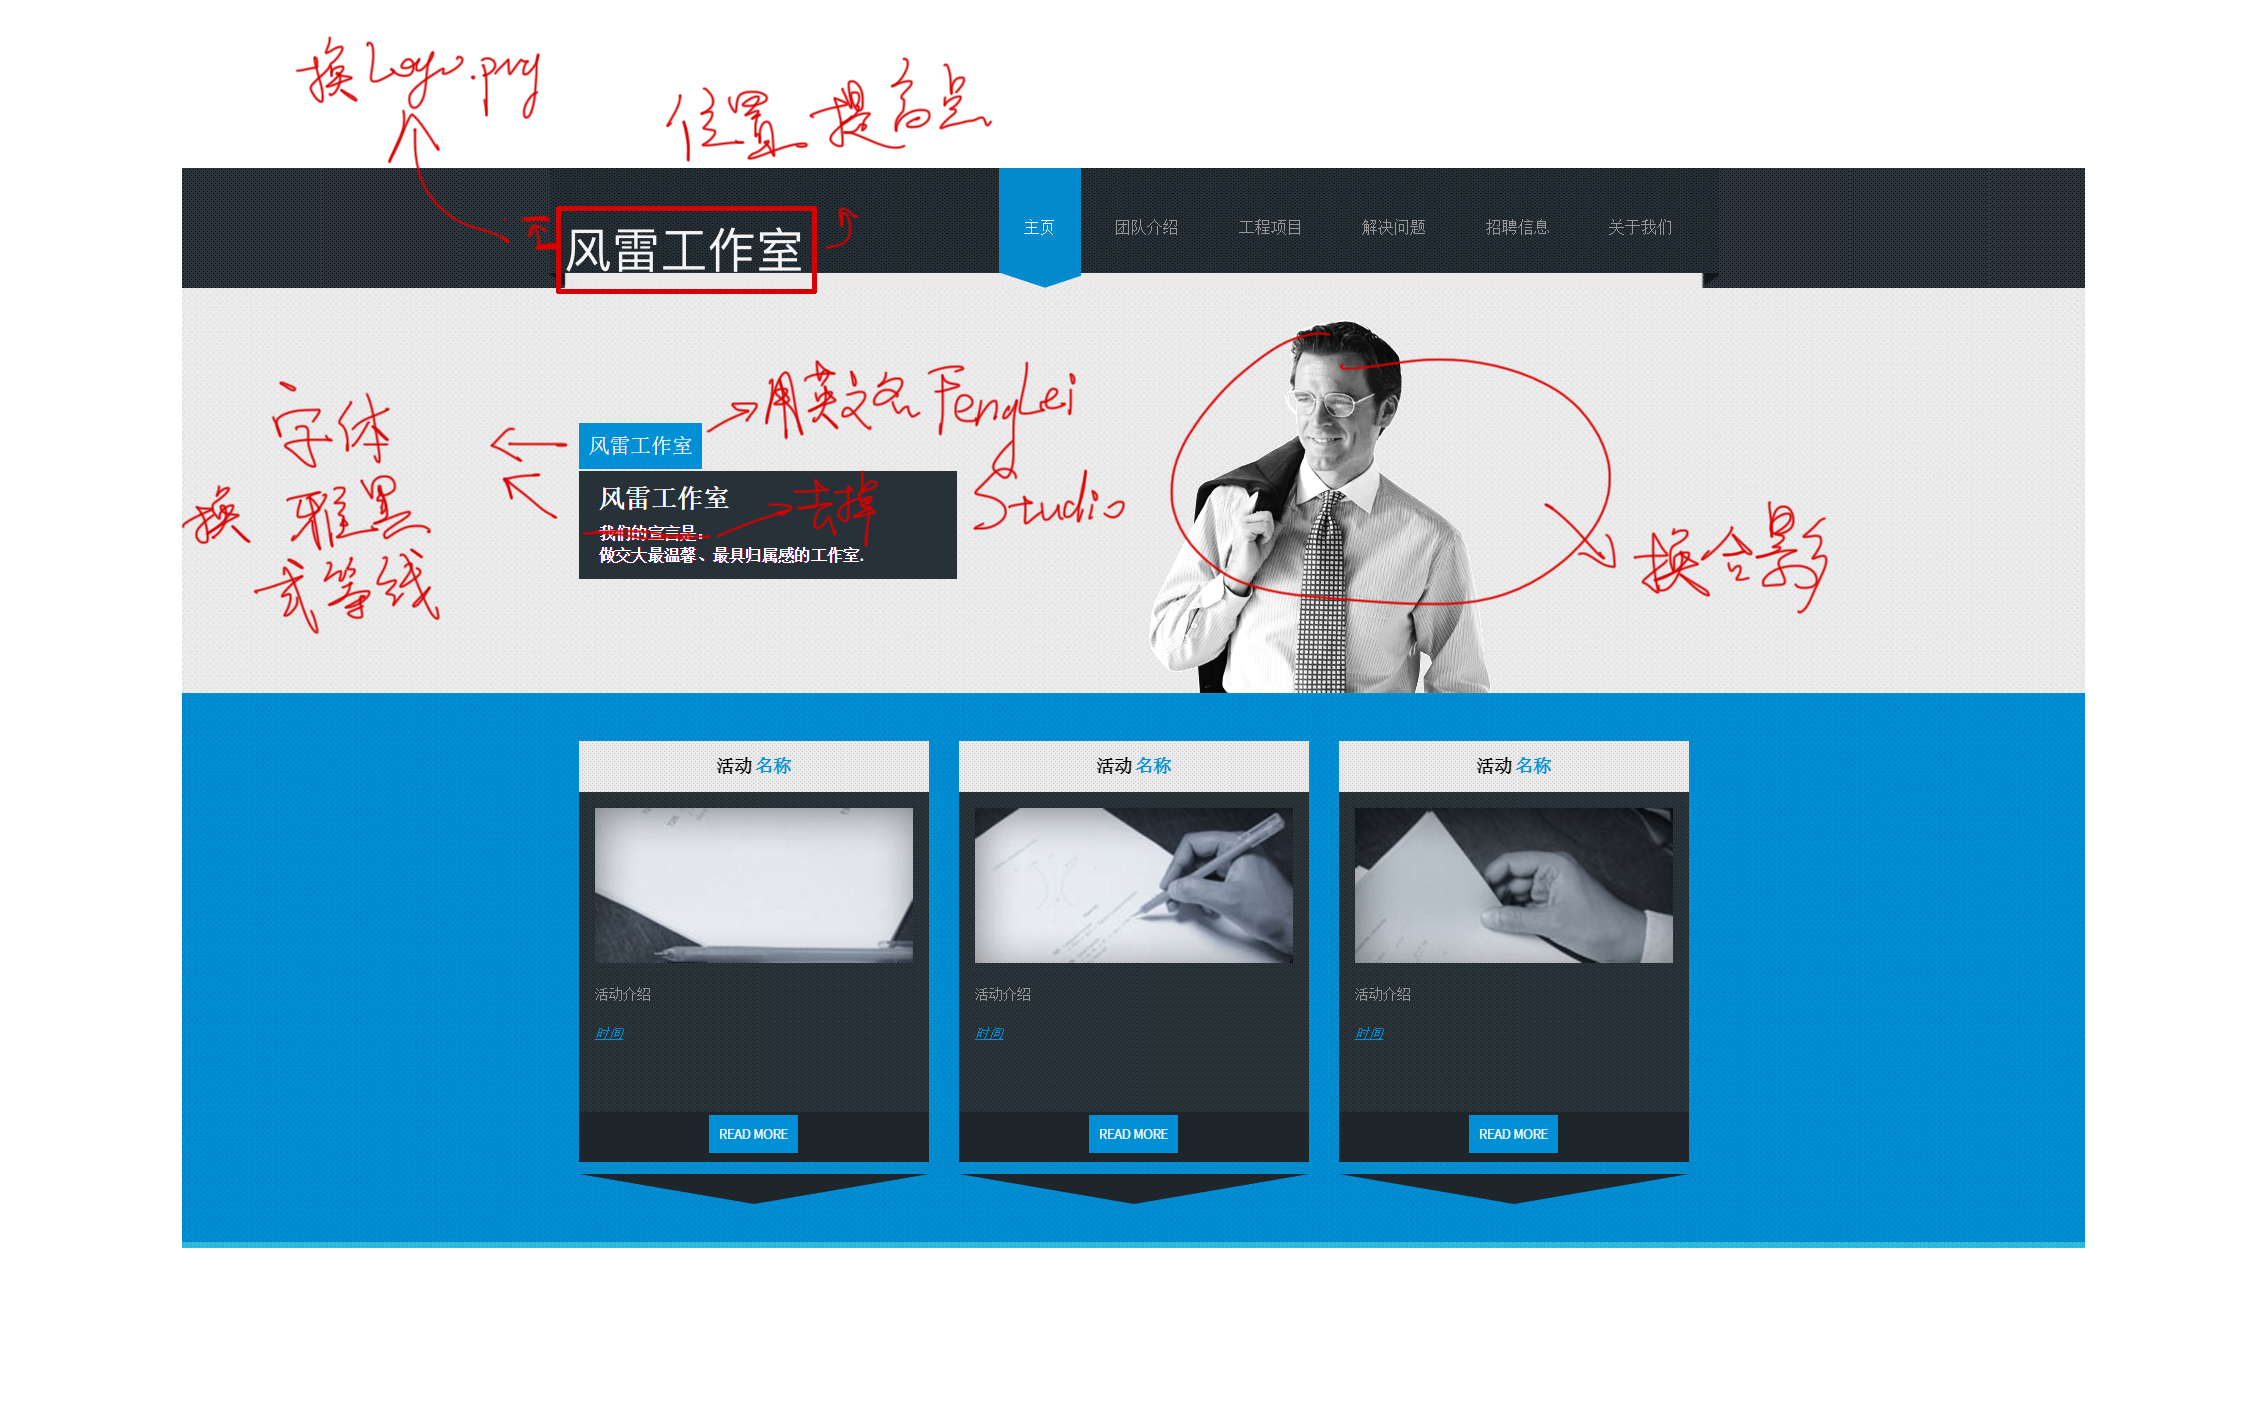 换Logo.png
位置提高点
风雷工作室
主页 团队介绍 工程项目 解决问题 招聘信息 关于我们
用英文名 FengLei
Studio
字体
换 雅黑
或等线
风雷工作室
风雷工作室
去掉
我们的宣言是：
做交大最温馨、最具归属感的工作室.
换合影
活动 名称
活动介绍
时间
READ MORE
活动 名称
活动介绍
时间
READ MORE
活动 名称
活动介绍
时间
READ MORE